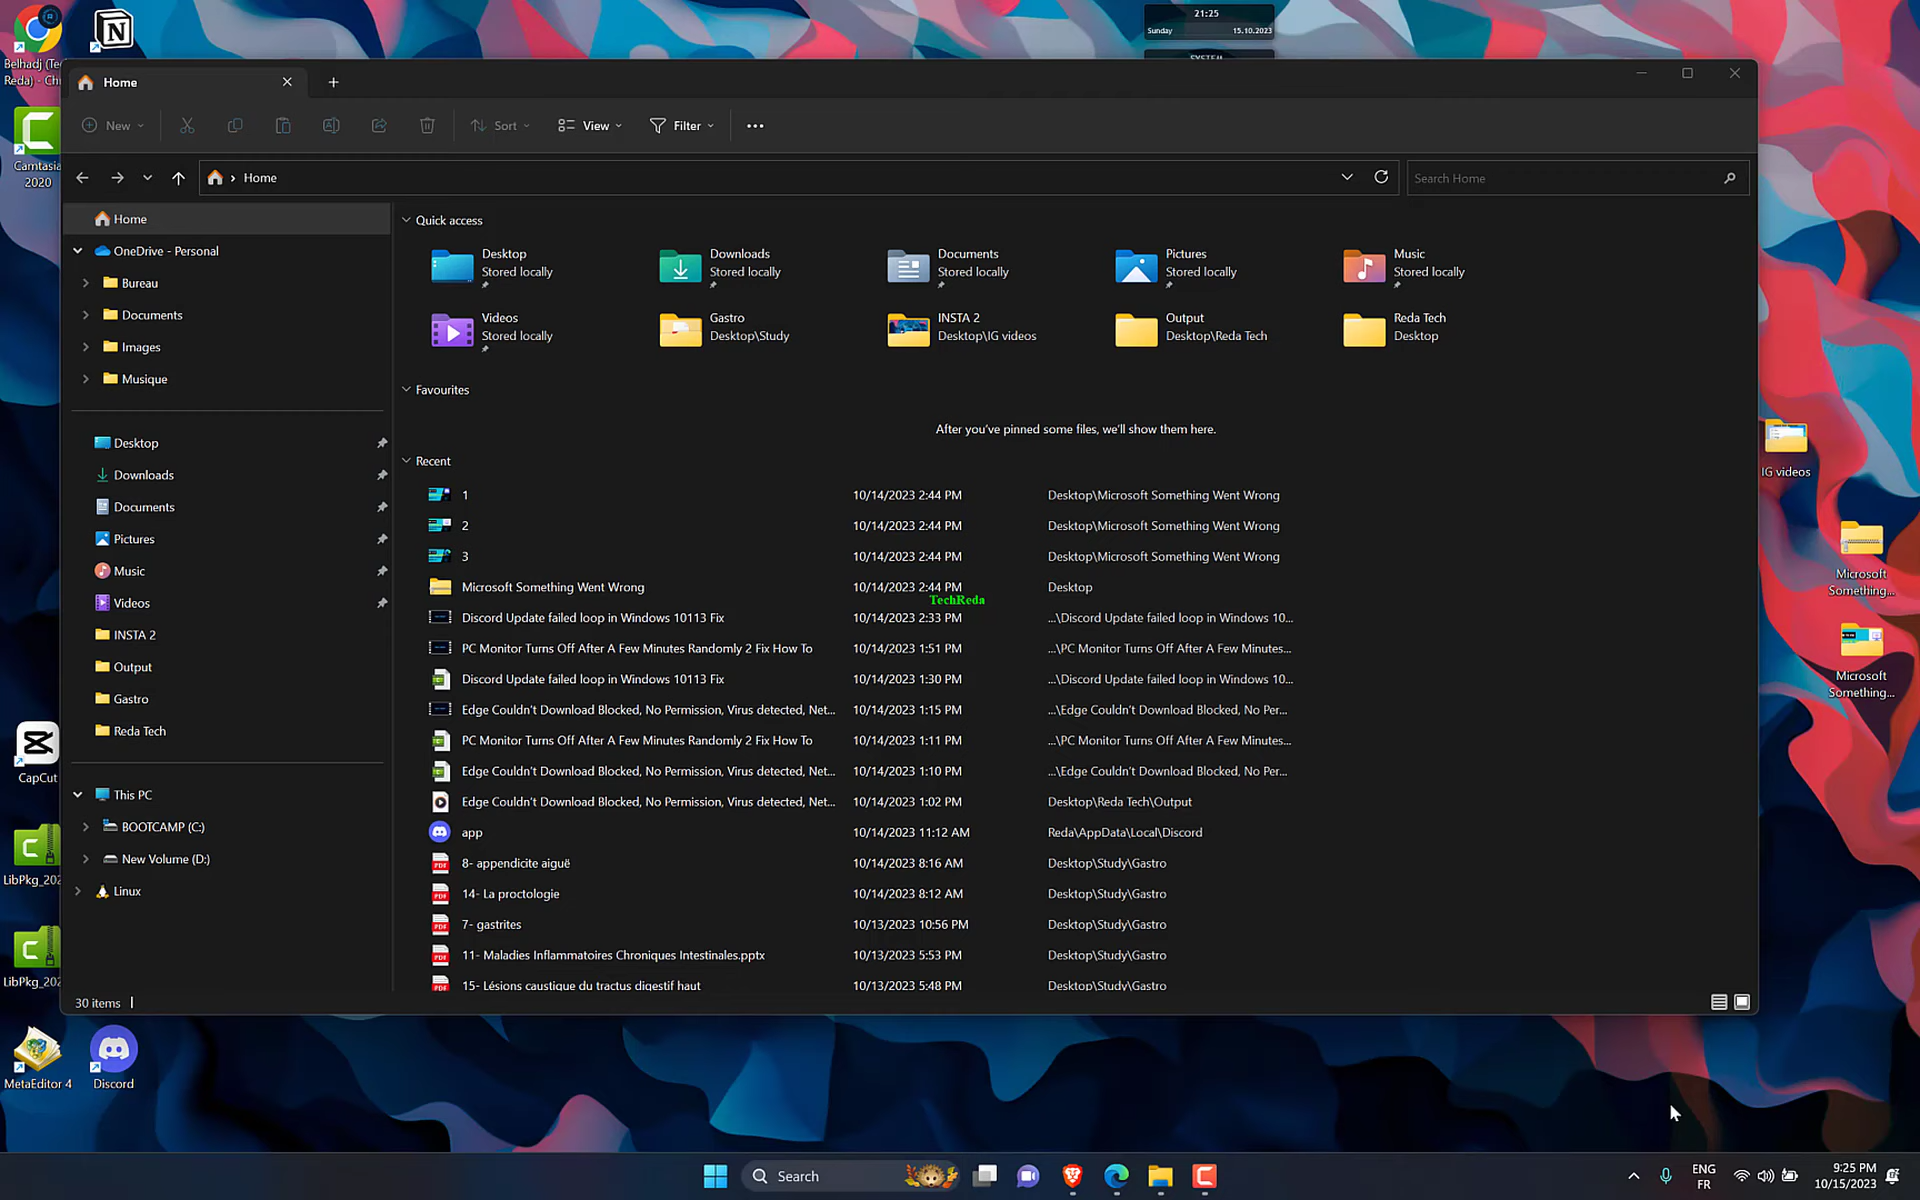 21:25
Sunday 15.10.2023
SYSTEM
Belhadj (Te
Reda) - Ch
Camtasia
2020
CapCut
LibPkg_202
LibPkg_202
MetaEditor 4
Discord
IG videos
Microsoft
Something...
Microsoft
Something...
Home
New
Sort
View
Filter
Home
Search Home
Home
OneDrive - Personal
Bureau
Documents
Images
Musique
Desktop
Downloads
Documents
Pictures
Music
Videos
INSTA 2
Output
Gastro
Reda Tech
This PC
BOOTCAMP (C:)
New Volume (D:)
Linux
Quick access
Desktop
Stored locally
Downloads
Stored locally
Documents
Stored locally
Pictures
Stored locally
Music
Stored locally
Videos
Stored locally
Gastro
Desktop\Study
INSTA 2
Desktop\IG videos
Output
Desktop\Reda Tech
Reda Tech
Desktop
Favourites
After you've pinned some files, we'll show them here.
Recent
1 10/14/2023 2:44 PM Desktop\Microsoft Something Went Wrong
2 10/14/2023 2:44 PM Desktop\Microsoft Something Went Wrong
3 10/14/2023 2:44 PM Desktop\Microsoft Something Went Wrong
Microsoft Something Went Wrong 10/14/2023 2:44 PM Desktop
TechReda
Discord Update failed loop in Windows 10113 Fix 10/14/2023 2:33 PM ...\Discord Update failed loop in Windows 10...
PC Monitor Turns Off After A Few Minutes Randomly 2 Fix How To 10/14/2023 1:51 PM ...\PC Monitor Turns Off After A Few Minutes...
Discord Update failed loop in Windows 10113 Fix 10/14/2023 1:30 PM ...\Discord Update failed loop in Windows 10...
Edge Couldn't Download Blocked, No Permission, Virus detected, Net... 10/14/2023 1:15 PM ...\Edge Couldn't Download Blocked, No Per...
PC Monitor Turns Off After A Few Minutes Randomly 2 Fix How To 10/14/2023 1:11 PM ...\PC Monitor Turns Off After A Few Minutes...
Edge Couldn't Download Blocked, No Permission, Virus detected, Net... 10/14/2023 1:10 PM ...\Edge Couldn't Download Blocked, No Per...
Edge Couldn't Download Blocked, No Permission, Virus detected, Net... 10/14/2023 1:02 PM Desktop\Reda Tech\Output
app 10/14/2023 11:12 AM Reda\AppData\Local\Discord
8- appendicite aiguë 10/14/2023 8:16 AM Desktop\Study\Gastro
14- La proctologie 10/14/2023 8:12 AM Desktop\Study\Gastro
7- gastrites 10/13/2023 10:56 PM Desktop\Study\Gastro
11- Maladies Inflammatoires Chroniques Intestinales.pptx 10/13/2023 5:53 PM Desktop\Study\Gastro
15- Lésions caustique du tractus digestif haut 10/13/2023 5:48 PM Desktop\Study\Gastro
30 items
Search
ENG
FR
9:25 PM
10/15/2023